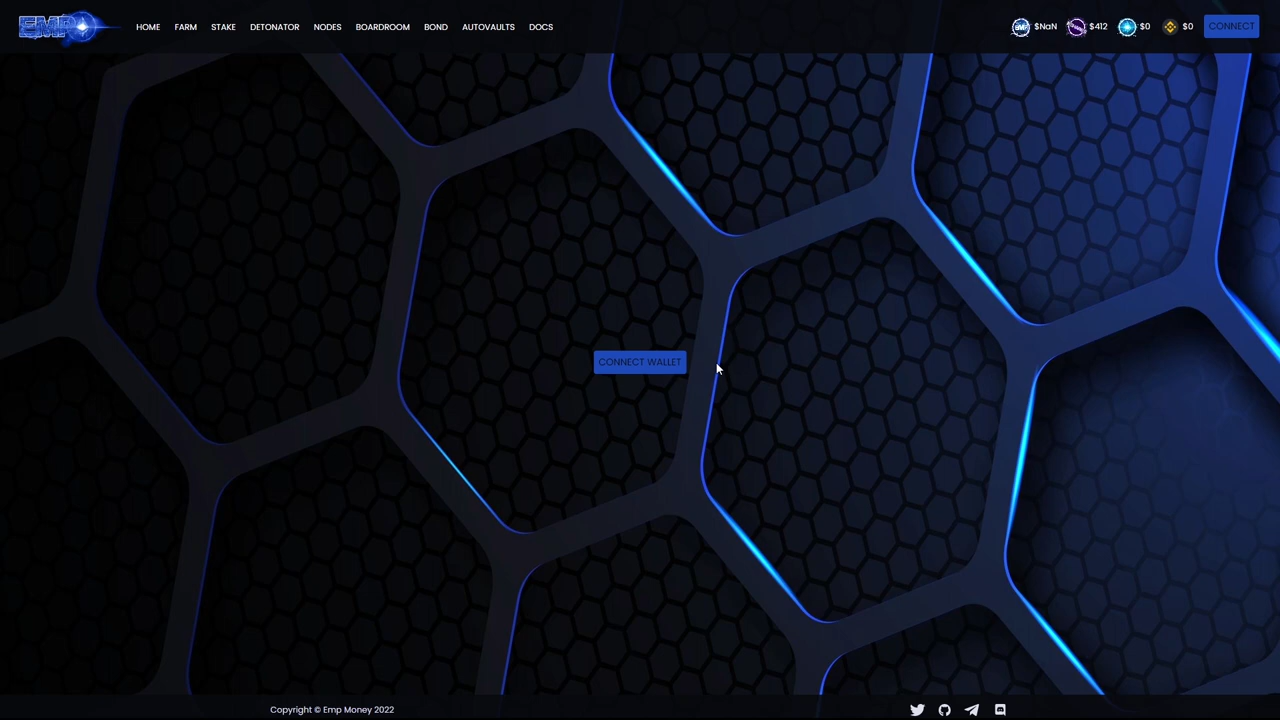 EMP HOME FARM STAKE DETONATOR NODES BOARDROOM BOND AUTOVAULTS DOCS $NaN $412 $0 $0 CONNECT
CONNECT WALLET
Copyright © Emp Money 2022